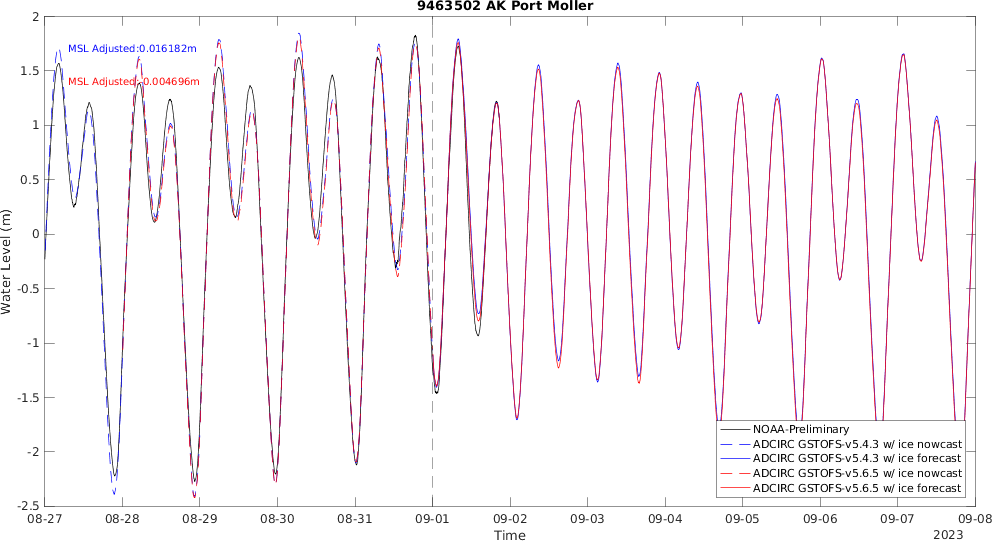 9463502 AK Port Moller
MSL Adjusted:0.016182m
MSL Adjusted:-0.004696m
Water Level (m)
2
1.5
1
0.5
0
-0.5
-1
-1.5
-2
-2.5
NOAA-Preliminary
ADCIRC GSTOFS-v5.4.3 w/ ice nowcast
ADCIRC GSTOFS-v5.4.3 w/ ice forecast
ADCIRC GSTOFS-v5.6.5 w/ ice nowcast
ADCIRC GSTOFS-v5.6.5 w/ ice forecast
08-27 08-28 08-29 08-30 08-31 09-01 09-02 09-03 09-04 09-05 09-06 09-07 09-08
Time
2023